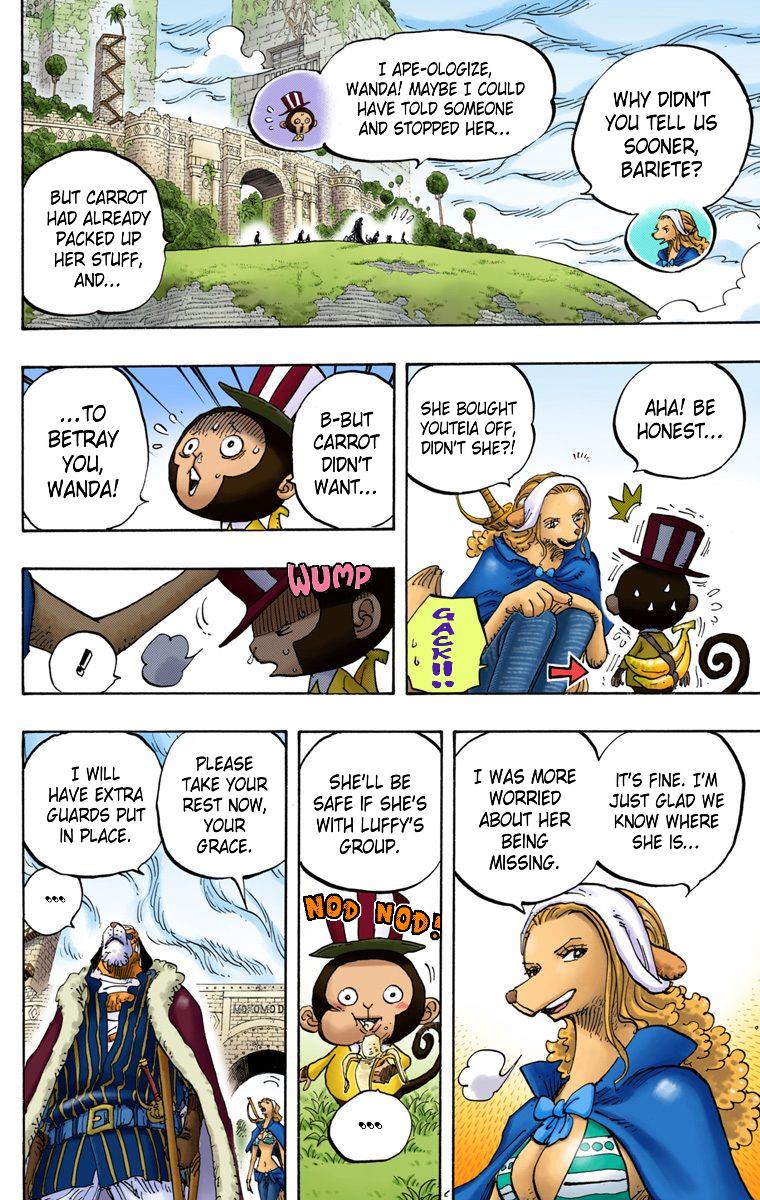 WHY DIDN'T
YOU TELL US
SOONER,
BARIETE?
I APE-OLOGIZE,
WANDA! MAYBE I COULD
HAVE TOLD SOMEONE
AND STOPPED HER...
BUT CARROT
HAD ALREADY
PACKED UP
HER STUFF,
AND...
AHA! BE
HONEST...
SHE BOUGHT
YOUTEIA OFF,
DIDN'T SHE?!
GACK!!
B-BUT
CARROT
DIDN'T
WANT...
...TO
BETRAY
YOU,
WANDA!
WUMP
!
IT'S FINE. I'M
JUST GLAD WE
KNOW WHERE
SHE IS...
I WAS MORE
WORRIED
ABOUT HER
BEING
MISSING.
SHE'LL BE
SAFE IF SHE'S
WITH LUFFY'S
GROUP.
NOD NOD!
...
PLEASE
TAKE YOUR
REST NOW,
YOUR
GRACE.
I WILL
HAVE EXTRA
GUARDS PUT
IN PLACE.
...
MOKOMO D